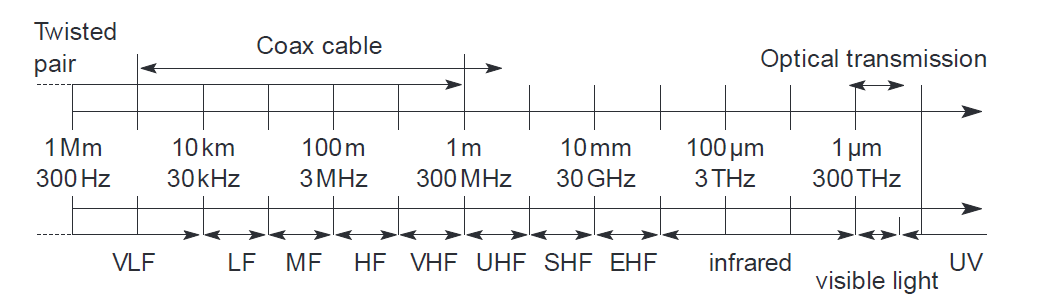 Twisted
pair
Coax cable
Optical transmission
1 Mm 10 km 100 m 1 m 10 mm 100 µm 1 µm
300 Hz 30 kHz 3 MHz 300 MHz 30 GHz 3 THz 300 THz
VLF LF MF HF VHF UHF SHF EHF infrared UV
visible light